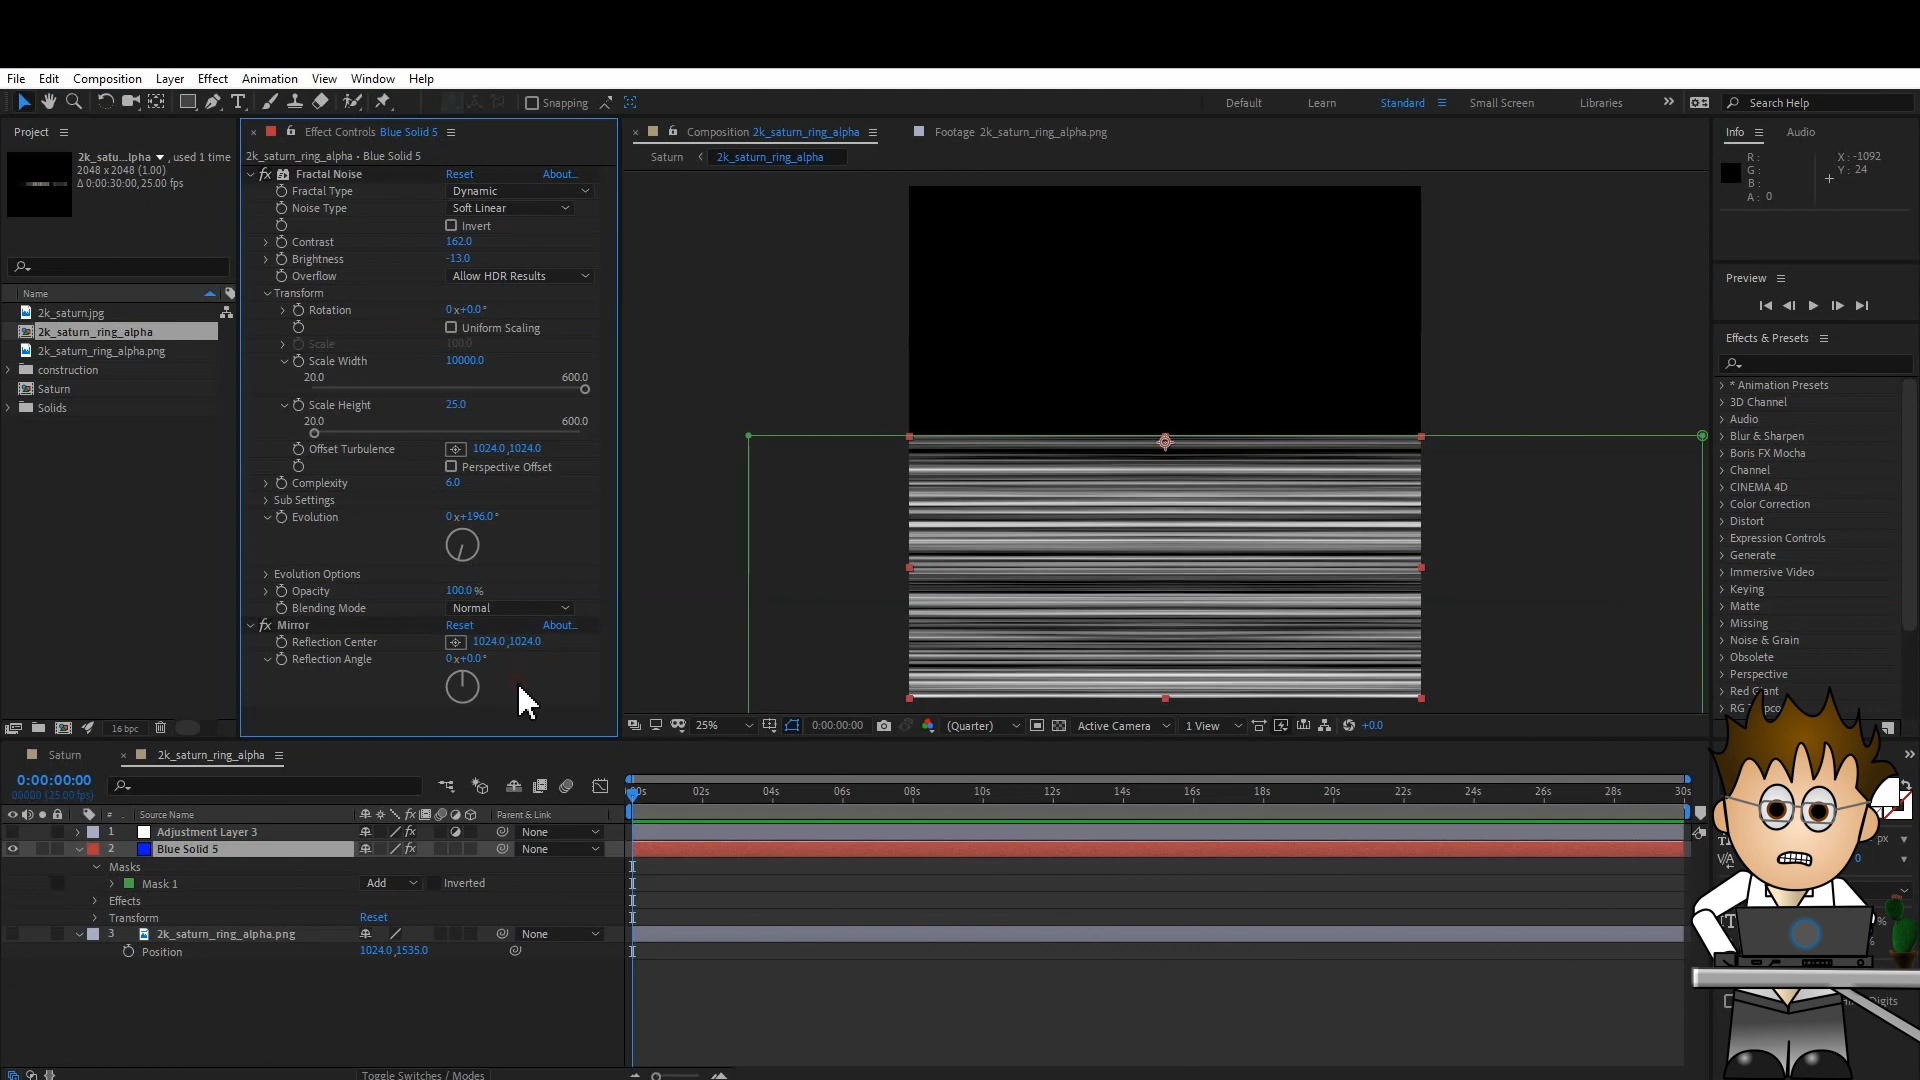 File Edit Composition Layer Effect Animation View Window Help
Snapping
Default Learn Standard Small Screen Libraries Search Help
Project
2k_satu...lpha , used 1 time
2048 x 2048 (1.00)
Δ 0:00:30:00, 25.00 fps
Name
2k_saturn.jpg
2k_saturn_ring_alpha
2k_saturn_ring_alpha.png
construction
Saturn
Solids
16 bpc
Effect Controls Blue Solid 5
2k_saturn_ring_alpha • Blue Solid 5
Fractal Noise Reset About...
Fractal Type Dynamic
Noise Type Soft Linear
Invert
Contrast 162.0
Brightness -13.0
Overflow Allow HDR Results
Transform
Rotation 0x+0.0°
Uniform Scaling
Scale 100.0
Scale Width 10000.0
20.0 600.0
Scale Height 25.0
20.0 600.0
Offset Turbulence 1024.0,1024.0
Perspective Offset
Complexity 6.0
Sub Settings
Evolution 0x+196.0°
Evolution Options
Opacity 100.0%
Blending Mode Normal
Mirror Reset About...
Reflection Center 1024.0,1024.0
Reflection Angle 0x+0.0°
Composition 2k_saturn_ring_alpha
Footage 2k_saturn_ring_alpha.png
Saturn 2k_saturn_ring_alpha
25% 0:00:00:00 (Quarter) Active Camera 1 View +0.0
Info Audio
R: X: -1092
G: Y: 24
B:
A: 0
Preview
Effects & Presets
* Animation Presets
3D Channel
Audio
Blur & Sharpen
Boris FX Mocha
Channel
CINEMA 4D
Color Correction
Distort
Expression Controls
Generate
Immersive Video
Keying
Matte
Missing
Noise & Grain
Obsolete
Perspective
Red Giant
Saturn 2k_saturn_ring_alpha
0:00:00:00
00000 (25.00 fps)
02s 04s 06s 08s 10s 12s 14s 16s 18s 20s 22s 24s 26s 28s 30s
# Source Name Parent & Link
1 Adjustment Layer 3 None
2 Blue Solid 5 None
Masks
Mask 1 Add Inverted
Effects
Transform Reset
3 2k_saturn_ring_alpha.png None
Position 1024.0,1535.0
Toggle Switches / Modes
px
%
Digits